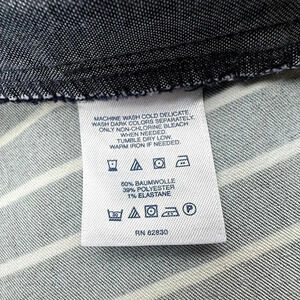 MACHINE WASH COLD DELICATE.
WASH DARK COLORS SEPARATELY.
ONLY NON-CHLORINE BLEACH
WHEN NEEDED.
TUMBLE DRY LOW.
WARM IRON IF NEEDED.
60% BAUMWOLLE
39% POLYESTER
1% ELASTANE
P
RN 62830